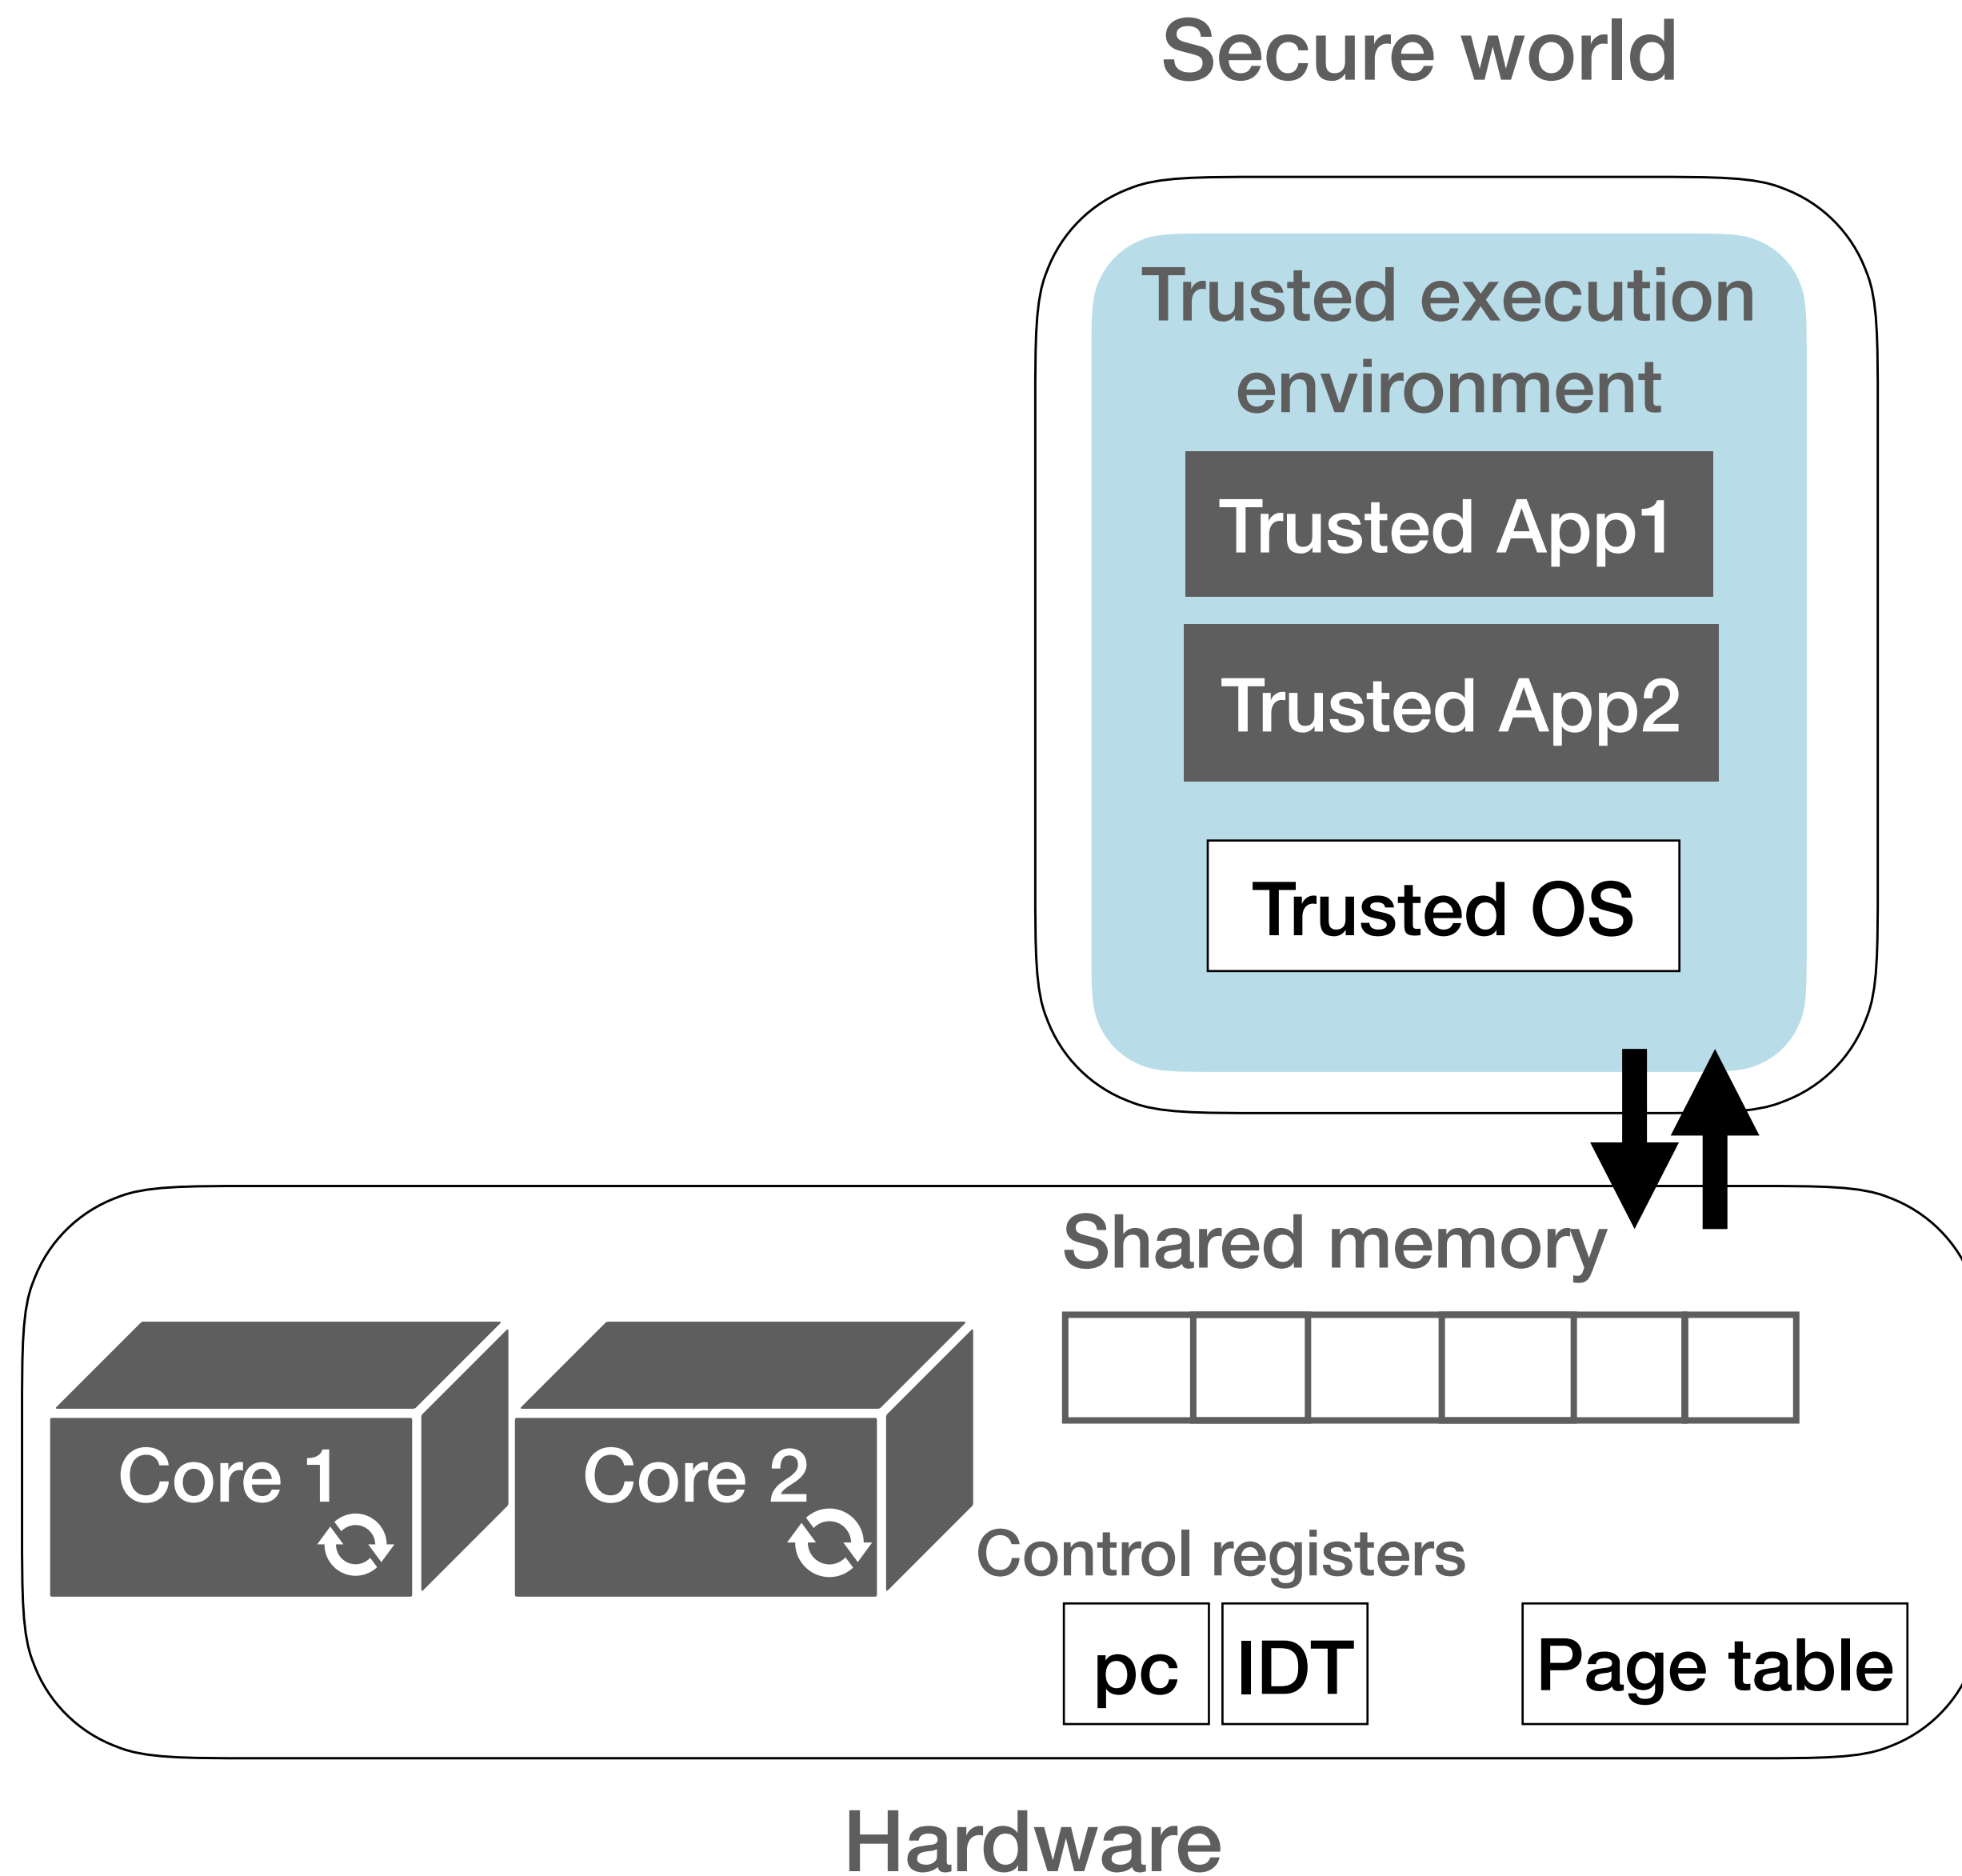 Secure world
Trusted execution
environment
Trusted App1
Trusted App2
Trusted OS
Shared memory
Core 1
Core 2
Control registers
pc
IDT
Page table
Hardware